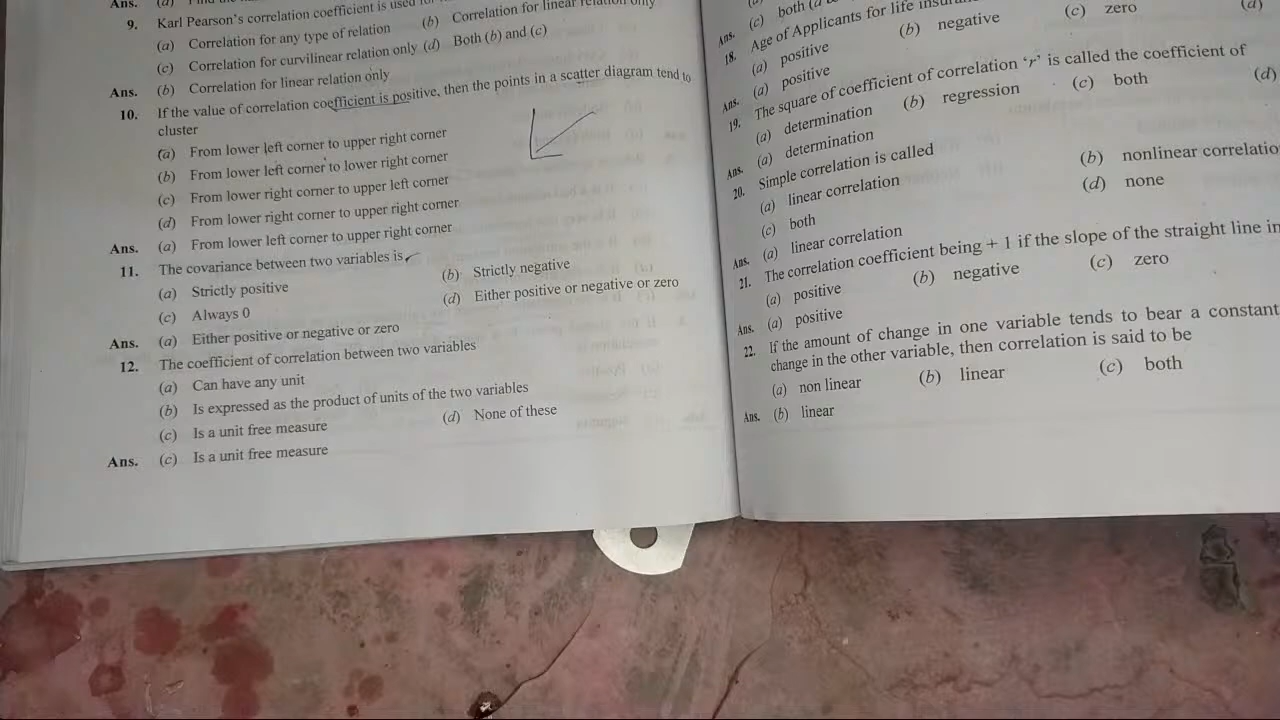 Ans.
9. Karl Pearson's correlation coefficient is used for
(a) Correlation for any type of relation (b) Correlation for linear relation only
(c) Correlation for curvilinear relation only (d) Both (b) and (c)
Ans. (b) Correlation for linear relation only
10. If the value of correlation coefficient is positive, then the points in a scatter diagram tend to
cluster
(a) From lower left corner to upper right corner
(b) From lower left corner to lower right corner
(c) From lower right corner to upper left corner
(d) From lower right corner to upper right corner
Ans. (a) From lower left corner to upper right corner
11. The covariance between two variables is
(a) Strictly positive (b) Strictly negative
(c) Always 0 (d) Either positive or negative or zero
Ans. (a) Either positive or negative or zero
12. The coefficient of correlation between two variables
(a) Can have any unit
(b) Is expressed as the product of units of the two variables
(c) Is a unit free measure (d) None of these
Ans. (c) Is a unit free measure
Ans. (c) both
18. Age of Applicants for life
(a) positive (b) negative (c) zero (d)
Ans. (a) positive
19. The square of coefficient of correlation 'r' is called the coefficient of
(a) determination (b) regression (c) both (d)
Ans. (a) determination
20. Simple correlation is called
(a) linear correlation (b) nonlinear correlatio
(c) both (d) none
Ans. (a) linear correlation
21. The correlation coefficient being + 1 if the slope of the straight line in
(a) positive (b) negative (c) zero
Ans. (a) positive
22. If the amount of change in one variable tends to bear a constant
change in the other variable, then correlation is said to be
(a) non linear (b) linear (c) both
Ans. (b) linear